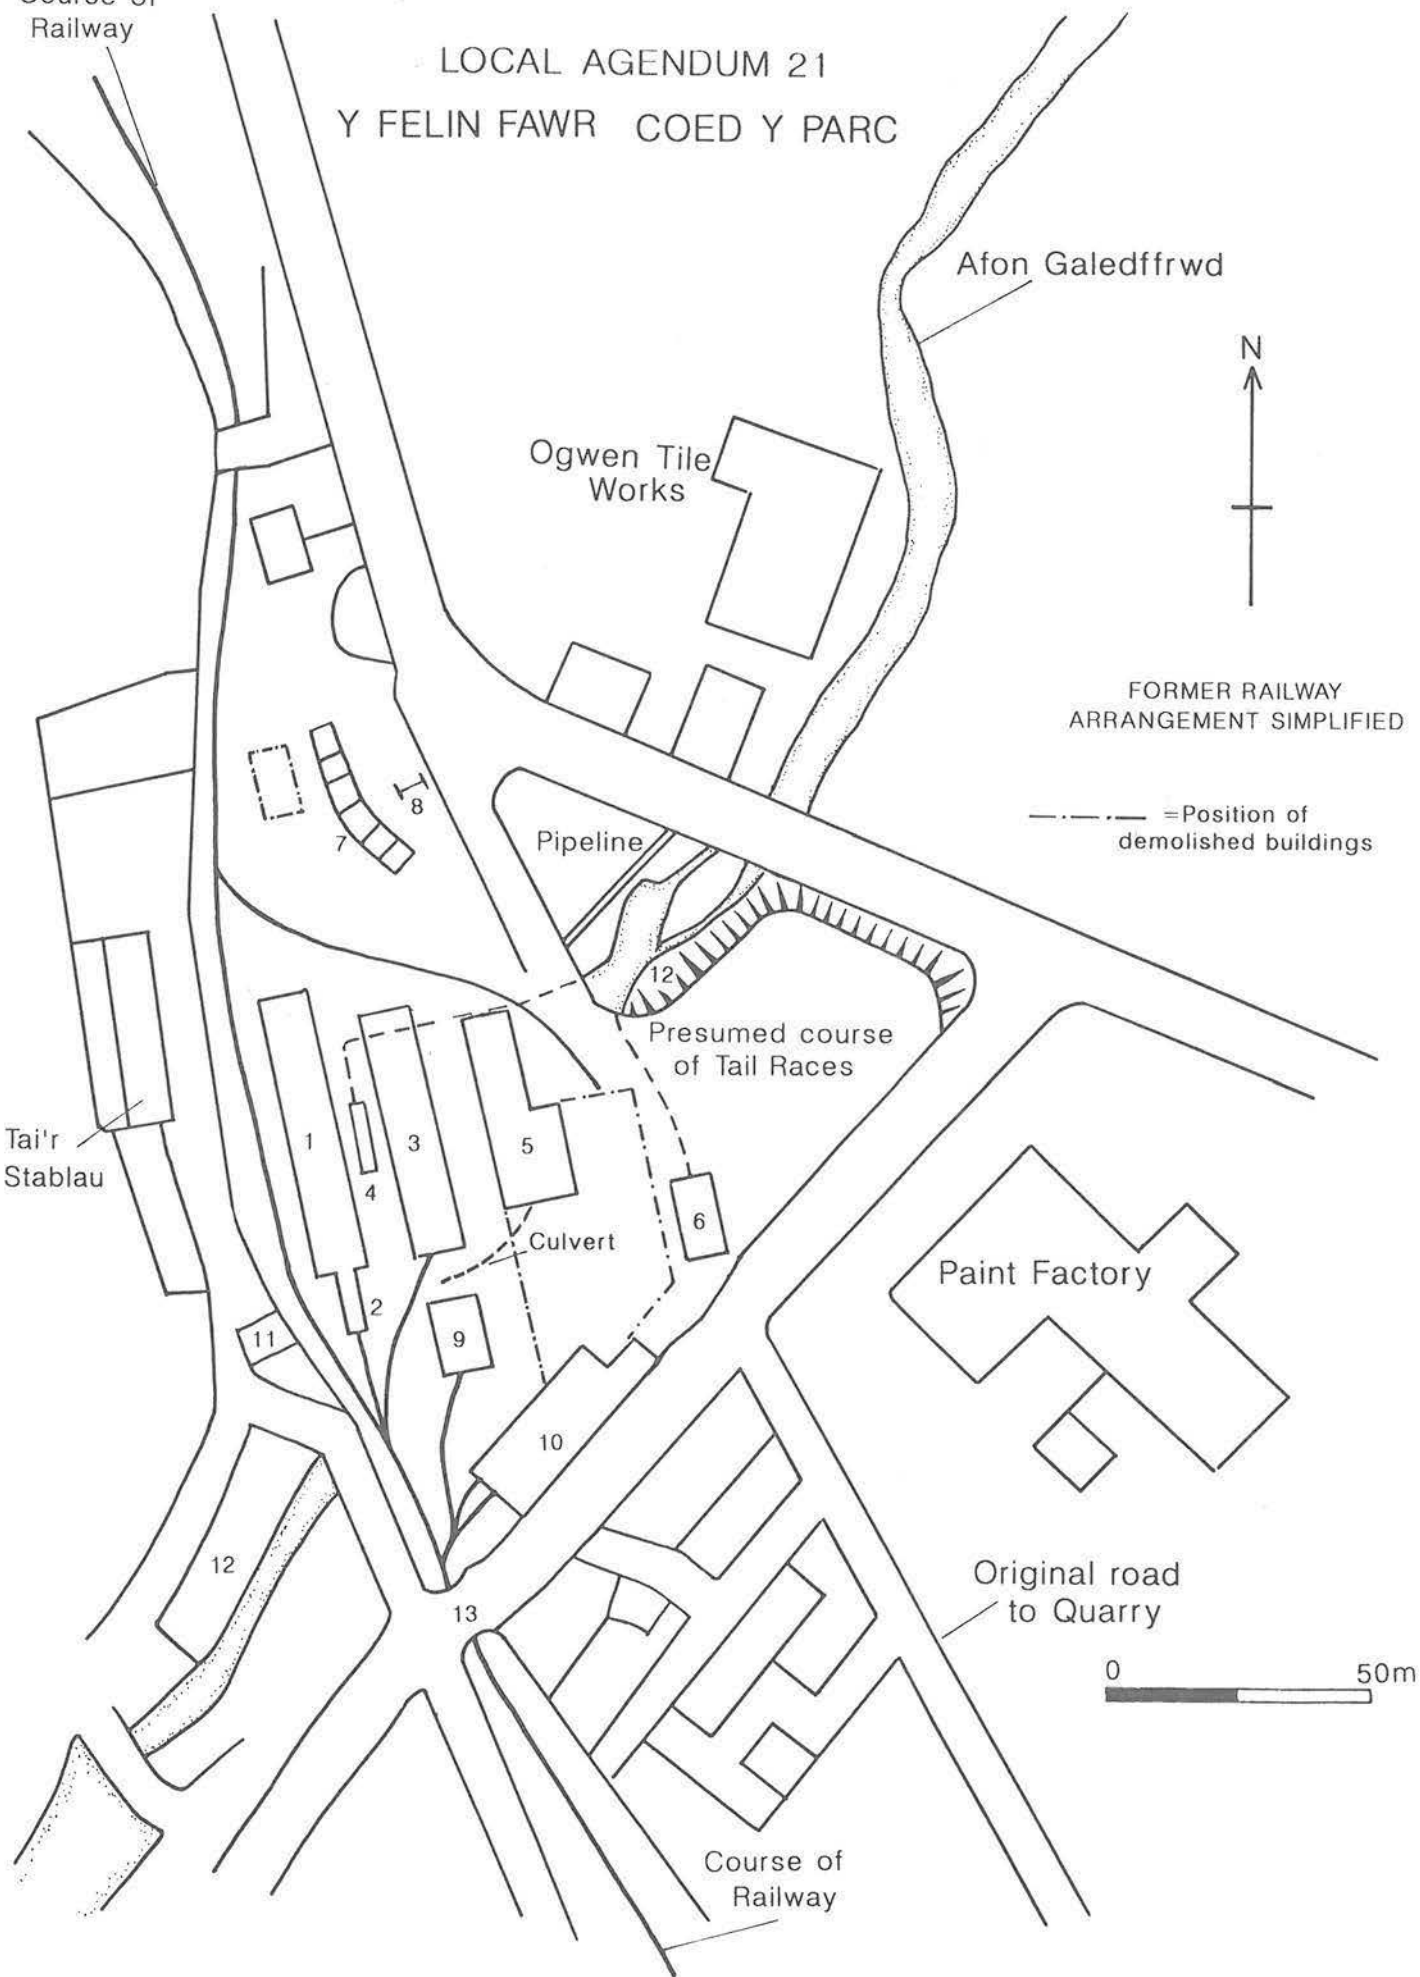 Course of
Railway
LOCAL AGENDUM 21
Y FELIN FAWR COED Y PARC
Afon Galedffrwd
N
Ogwen Tile
Works
FORMER RAILWAY
ARRANGEMENT SIMPLIFIED
=Position of
demolished buildings
8
7
Pipeline
12
Presumed course
of Tail Races
Tai'r
Stablau
1
3
5
4
6
Culvert
Paint Factory
2
11
9
10
12
13
Original road
to Quarry
0 50m
Course of
Railway